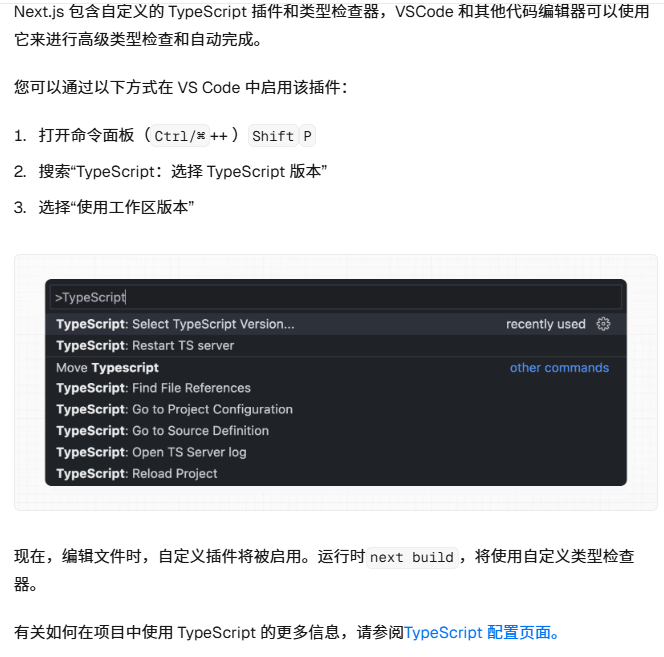 Next.js 包含自定义的 TypeScript 插件和类型检查器，VSCode 和其他代码编辑器可以使用
它来进行高级类型检查和自动完成。
您可以通过以下方式在 VS Code 中启用该插件：
1. 打开命令面板（Ctrl/⌘++）Shift P
2. 搜索“TypeScript：选择 TypeScript 版本”
3. 选择“使用工作区版本”
>TypeScript
TypeScript: Select TypeScript Version... recently used
TypeScript: Restart TS server
Move Typescript other commands
TypeScript: Find File References
TypeScript: Go to Project Configuration
TypeScript: Go to Source Definition
TypeScript: Open TS Server log
TypeScript: Reload Project
现在，编辑文件时，自定义插件将被启用。运行时next build，将使用自定义类型检查
器。
有关如何在项目中使用 TypeScript 的更多信息，请参阅TypeScript 配置页面。